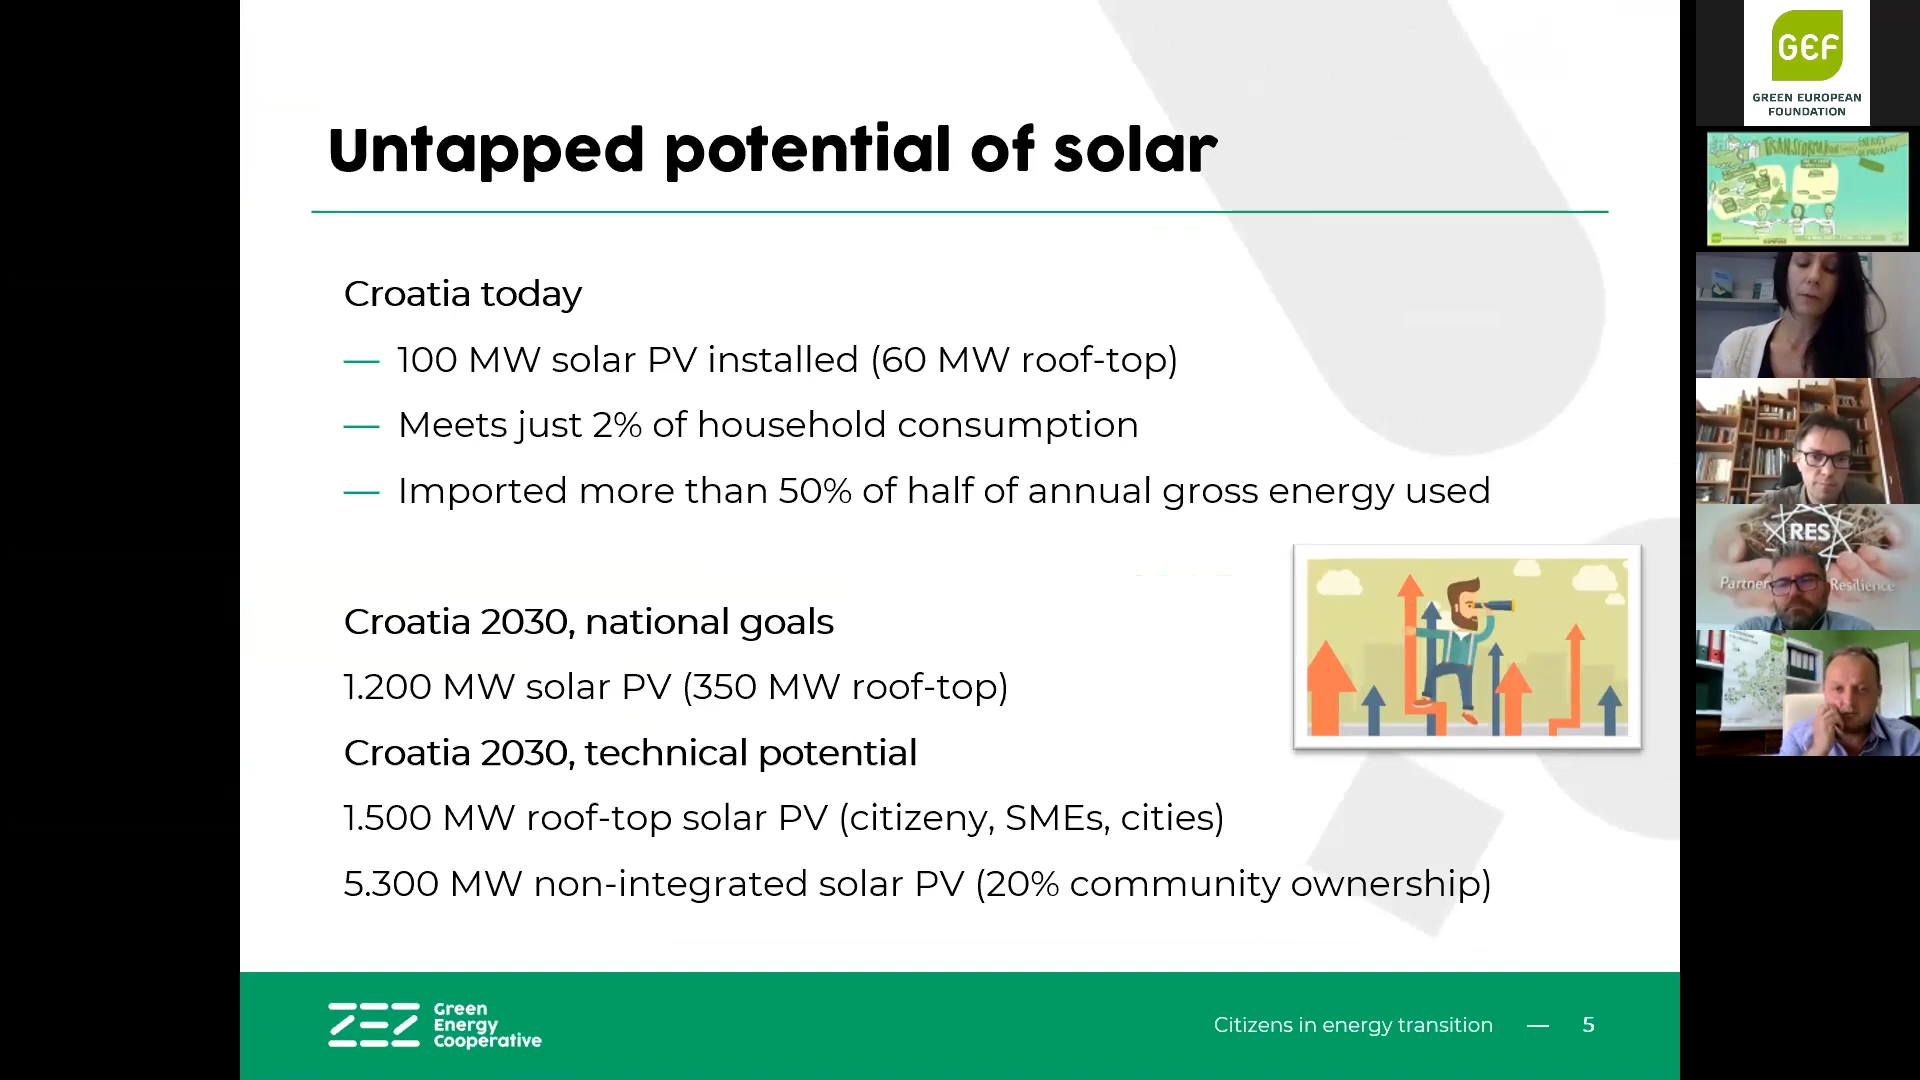 Untapped potential of solar
Croatia today
— 100 MW solar PV installed (60 MW roof-top)
— Meets just 2% of household consumption
— Imported more than 50% of half of annual gross energy used
Croatia 2030, national goals
1.200 MW solar PV (350 MW roof-top)
Croatia 2030, technical potential
1.500 MW roof-top solar PV (citizeny, SMEs, cities)
5.300 MW non-integrated solar PV (20% community ownership)
ZEZ
Green
Energy
Cooperative
Citizens in energy transition — 5
GEF
GREEN EUROPEAN
FOUNDATION
RES
Resilience